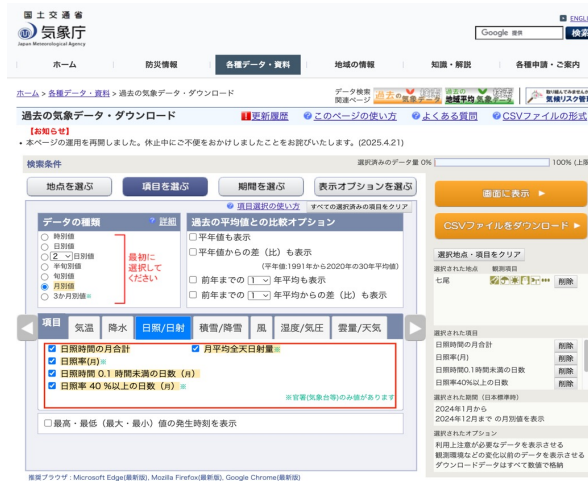 国土交通省
気象庁
Japan Meteorological Agency
ENGLI
Google 提供
検索
ホーム
防災情報
各種データ・資料
地域の情報
知識・解説
各種申請・ご案内
ホーム > 各種データ・資料 > 過去の気象データ・ダウンロード
データ検索
関連ページ
過去の気象データ
過去の地域平均気象データ
気候リスク管理
過去の気象データ・ダウンロード
更新履歴
このページの使い方
よくある質問
CSVファイルの形式
【お知らせ】
・本ページの運用を再開しました。休止中にご不便をおかけしましたことをお詫びいたします。(2025.4.21)
検索条件
選択済みのデータ量 0%
100% (上限
地点を選ぶ
項目を選ぶ
期間を選ぶ
表示オプションを選ぶ
項目選択の使い方
すべての選択済みの項目をクリア
データの種類
詳細
時別値
日別値
2 日別値
半旬別値
旬別値
月別値
3か月別値※
最初に
選択して
ください
過去の平均値との比較オプション
平年値も表示
平年値からの差(比)も表示
(平年値:1991年から2020年の30年平均値)
前年までの 1 年平均も表示
前年までの 1 年平均からの差(比)も表示
項目
気温
降水
日照/日射
積雪/降雪
風
湿度/気圧
雲量/天気
日照時間の月合計
月平均全天日射量※
日照率(月)※
日照時間 0.1 時間未満の日数(月)
日照率 40 %以上の日数(月)※
※官署(気象台等)のみ値があります
最高・最低(最大・最小)値の発生時刻を表示
推奨ブラウザ:Microsoft Edge(最新版), Mozilla Firefox(最新版), Google Chrome(最新版)
画面に表示
CSVファイルをダウンロード
選択地点・項目をクリア
選択された地点 観測項目
七尾
削除
選択された項目
日照時間の月合計 削除
日照率(月) 削除
日照時間0.1時間未満の日数 削除
日照率40%以上の日数 削除
選択された期間(日本標準時)
2024年1月から
2024年12月まで の月別値を表示
選択されたオプション
利用上注意が必要なデータを表示させる
観測環境などの変化以前のデータを表示させる
ダウンロードデータはすべて数値で格納